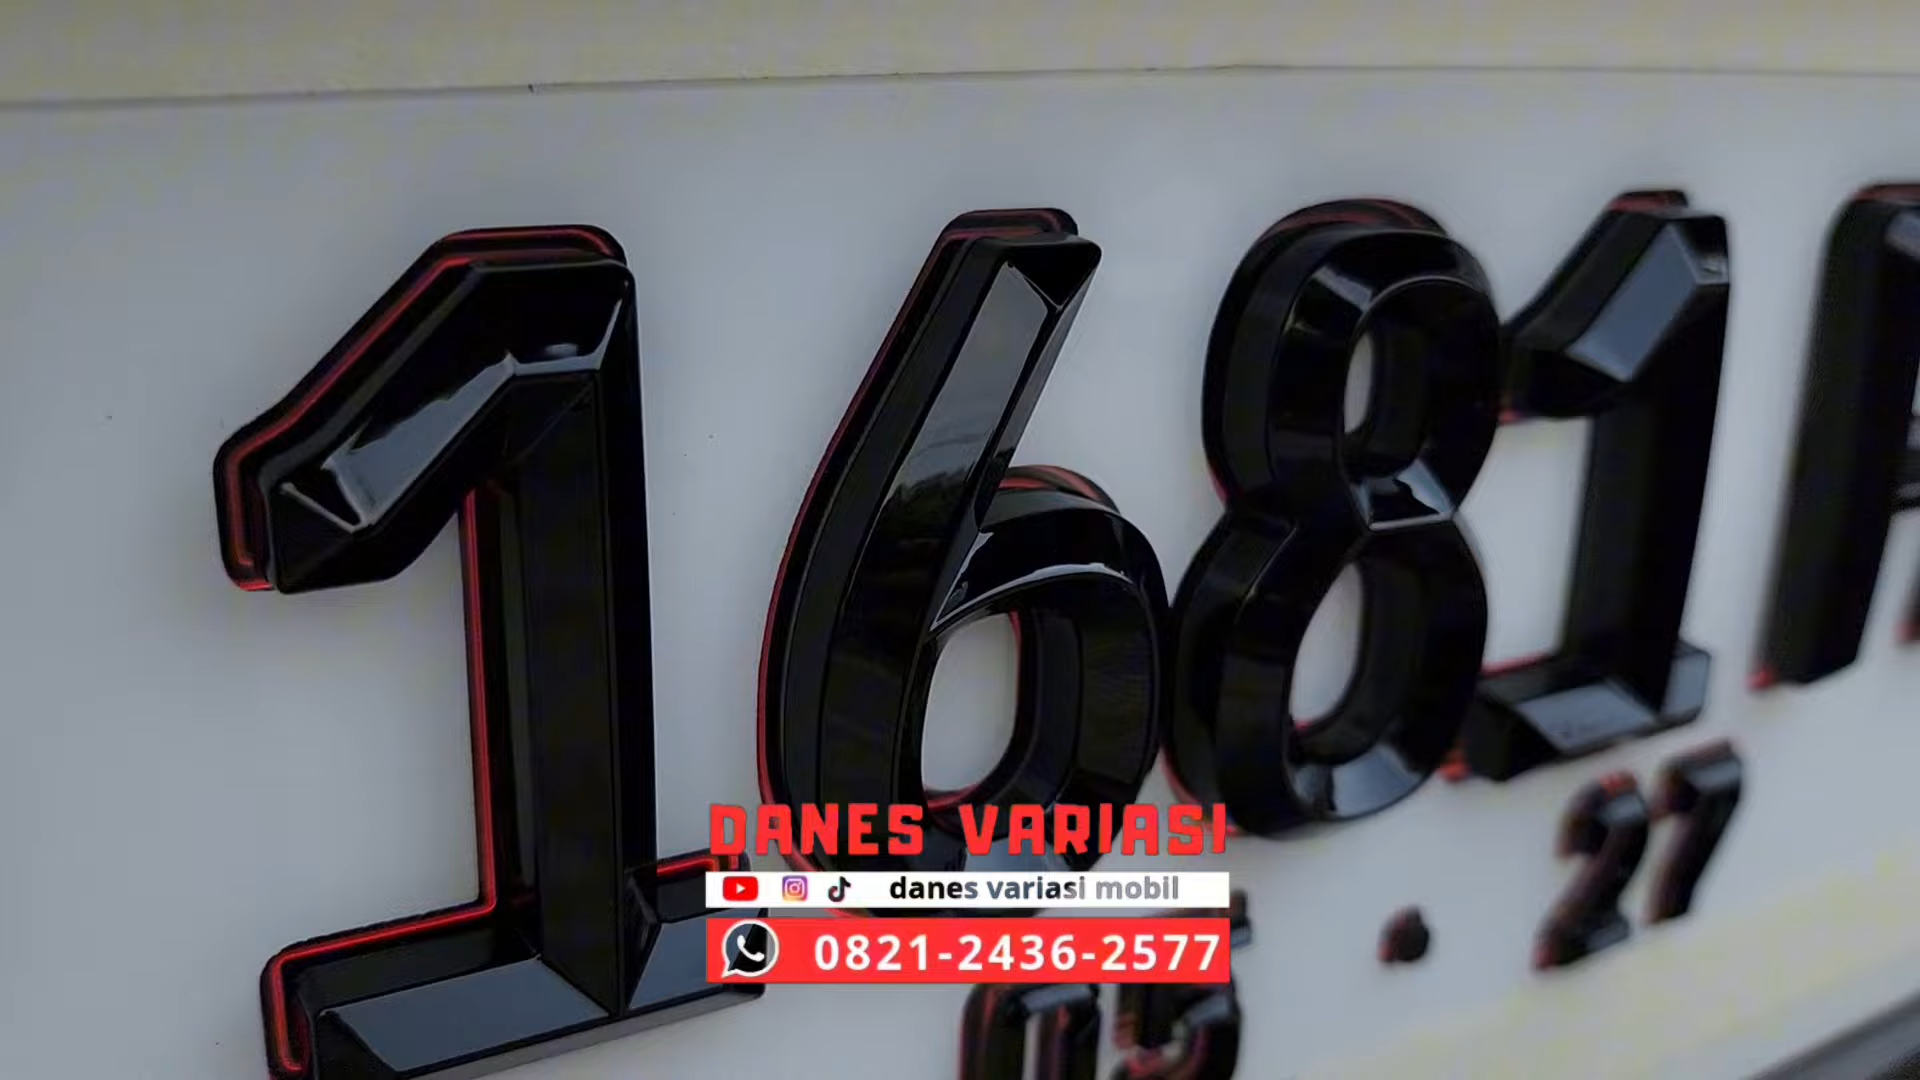 1681
27
DANES VARIASI
danes variasi mobil
0821-2436-2577